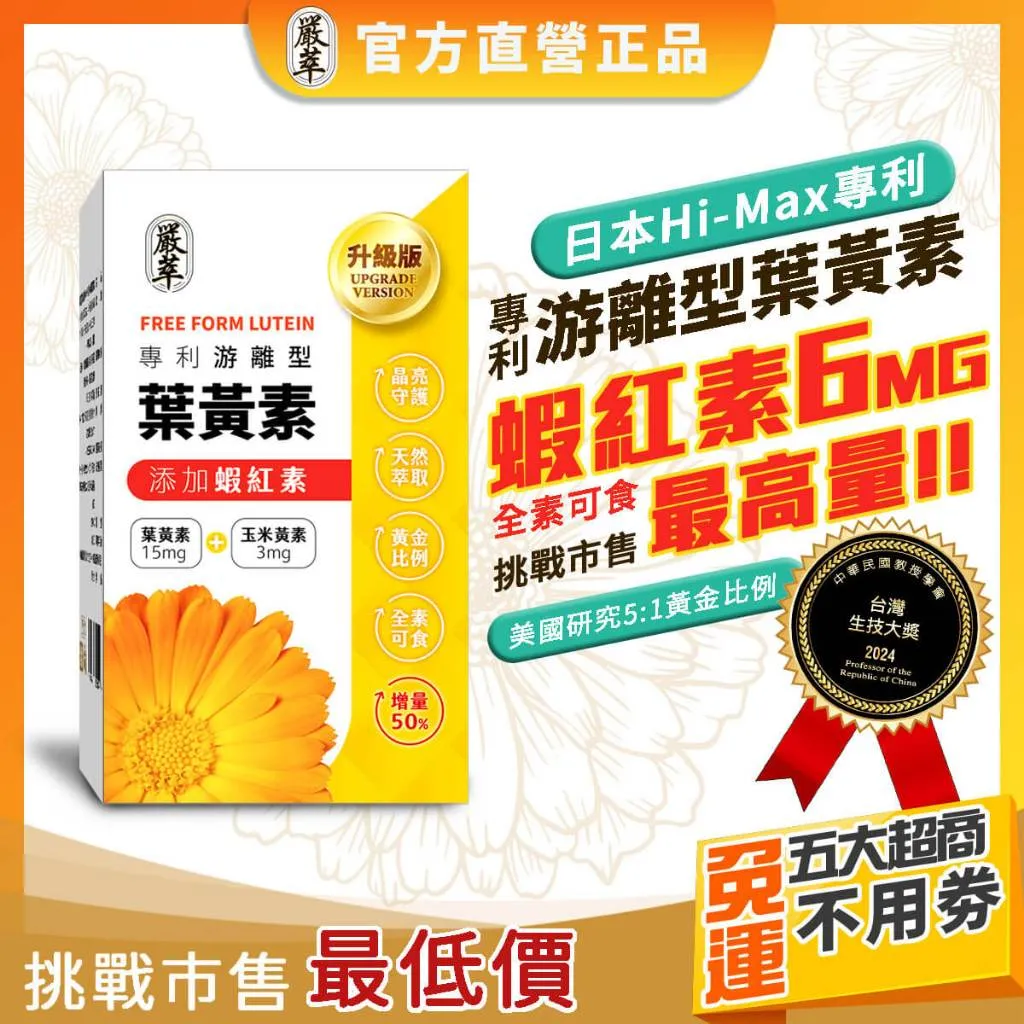 嚴萃
官方直營正品
嚴萃
升級版
UPGRADE
VERSION
FREE FORM LUTEIN
專利游離型
葉黃素
添加蝦紅素
葉黃素
15mg
+
玉米黃素
3mg
晶亮
守護
天然
萃取
黃金
比例
全素
可食
增量
50%
日本Hi-Max專利
專利游離型葉黃素
蝦紅素6MG
全素可食
挑戰市售
最高量!!
美國研究5:1黃金比例
中華民國教授學會
台灣
生技大獎
2024
Professor of the
Republic of China
免運
五大超商
不用券
挑戰市售最低價